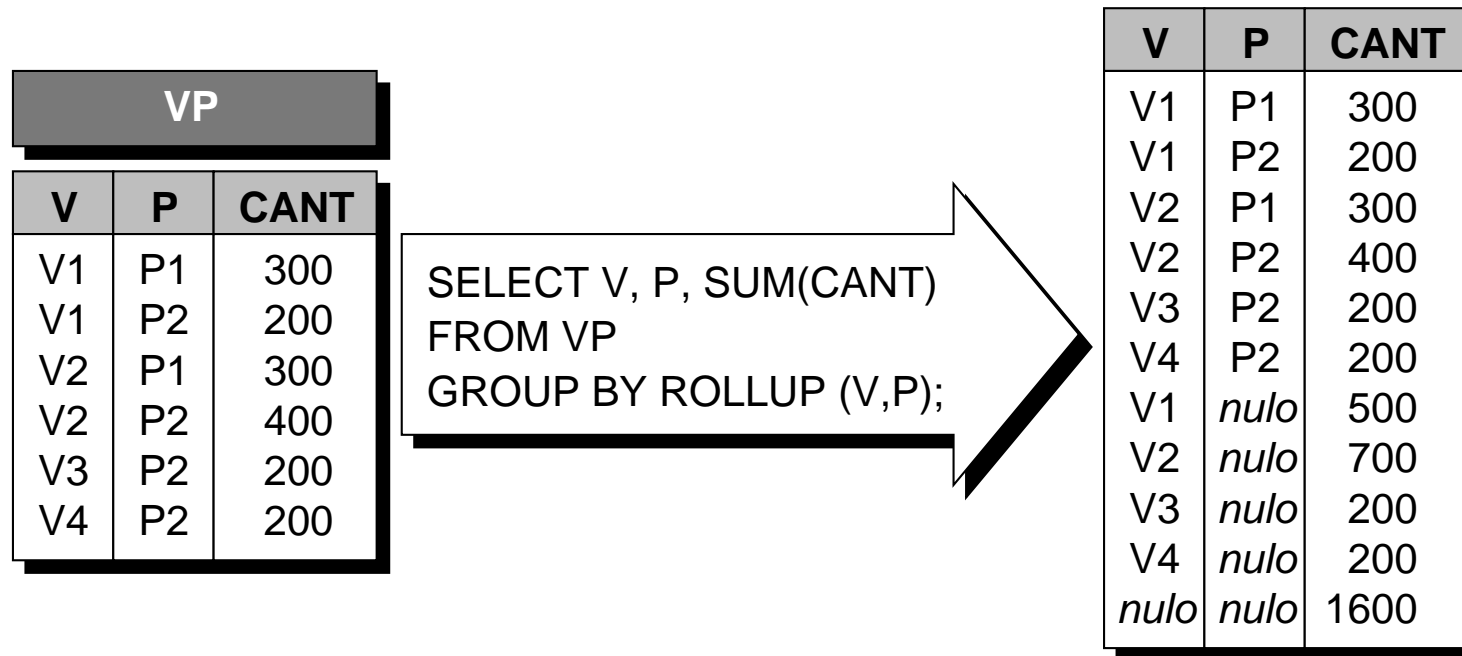 VP
V P CANT
V1 P1 300
V1 P2 200
V2 P1 300
V2 P2 400
V3 P2 200
V4 P2 200
SELECT V, P, SUM(CANT)
FROM VP
GROUP BY ROLLUP (V,P);
V P CANT
V1 P1 300
V1 P2 200
V2 P1 300
V2 P2 400
V3 P2 200
V4 P2 200
V1 nulo 500
V2 nulo 700
V3 nulo 200
V4 nulo 200
nulo nulo 1600